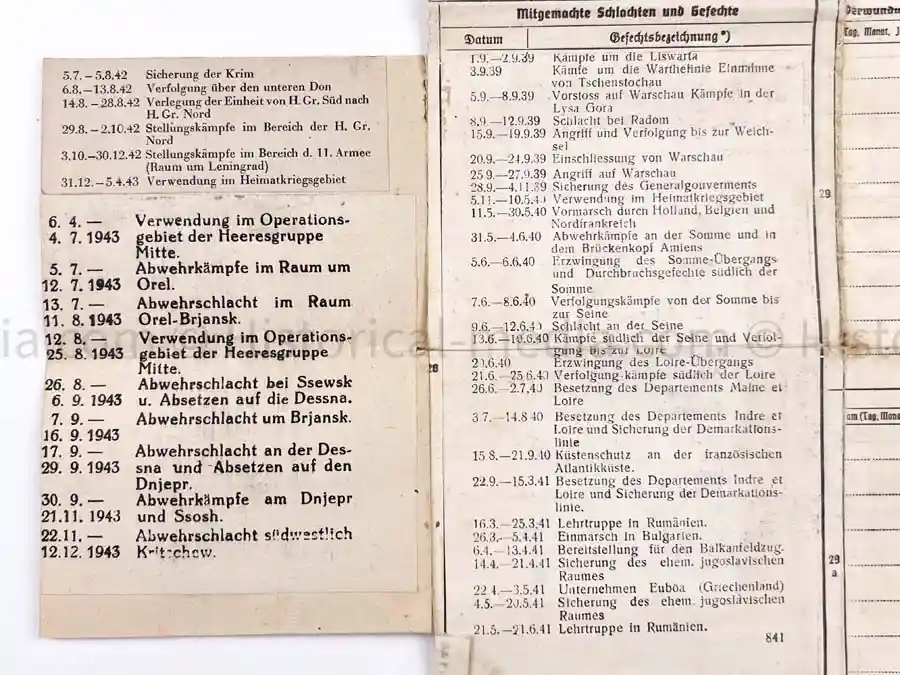 5.7. – 5.8.42 Sicherung der Krim
6.8. – 13.8.42 Verfolgung über den unteren Don
14.8. – 28.8.42 Verlegung der Einheit von H. Gr. Süd nach
H. Gr. Nord
29.8. – 2.10.42 Stellungskämpfe im Bereich der H. Gr.
Nord
3.10.–30.12.42 Stellungskämpfe im Bereich d. 11. Armee
(Raum um Leningrad)
31.12. – 5.4.43 Verwendung im Heimatkriegsgebiet
6. 4. — Verwendung im Operations-
4. 7. 1943 gebiet der Heeresgruppe
Mitte.
5. 7. — Abwehrkämpfe im Raum um
12. 7. 1943 Orel.
13. 7. — Abwehrschlacht im Raum
11. 8. 1943 Orel-Brjansk.
12. 8. — Verwendung im Operations-
25. 8. 1943 gebiet der Heeresgruppe
Mitte.
26. 8. — Abwehrschlacht bei Ssewsk
6. 9. 1943 u. Absetzen auf die Dessna.
7. 9. — Abwehrschlacht um Brjansk.
16. 9. 1943
17. 9. — Abwehrschlacht an der Des-
29. 9. 1943 sna und Absetzen auf den
Dnjepr.
30. 9. — Abwehrkämpfe am Dnjepr
21. 11. 1943 und Ssosh.
22. 11. — Abwehrschlacht südwestlich
12. 12. 1943 Kritschew.
Mitgemachte Schlachten und Gefechte
Datum Gefechtsbezeichnung*)
1.9.—2.9.39 Kämpfe um die Liswarta
3.9.39 Kämfe um die Warthelinie Einnahme
von Tschenstochau
5.9.—8.9.39 Vorstoss auf Warschau Kämpfe in der
Lysa Gora
8.9.—12.9.39 Schlacht bei Radom
15.9.—19.9.39 Angriff und Verfolgung bis zur Weich-
sel
20.9.—24.9.39 Einschliessung von Warschau
25.9.—27.9.39 Angriff auf Warschau
28.9.—4.11.39 Sicherung des Generalgouverments
5.11.—10.5.40 Verwendung im Heimatkriegsgebiet
11.5.—30.5.40 Vormarsch durch Holland, Belgien und
Nordfrankreich
31.5.—4.6.40 Abwehrkämpfe an der Somme und in
dem Brückenkopf Amiens
5.6.—6.6.40 Erzwingung des Somme-Übergangs
und Durchbruchsgefechte südlich der
Somme
7.6.—8.6.40 Verfolgungskämpfe von der Somme bis
zur Seine
9.6.—12.6.40 Schlacht an der Seine
13.6.—19.6.40 Kämpfe südlich der Seine und Verfol-
gung bis zur Loire
20.6.40 Erzwingung des Loire-Übergangs
21.6.—25.6.40 Verfolgung kämpfe südlich der Loire
26.6.—2.7.40 Besetzung des Departements Maine et
Loire
3.7.—14.8.40 Besetzung des Departements Indre et
Loire und Sicherung der Demarkations-
linie
15.8.—21.9.40 Küstenschutz an der französischen
Atlantikküste.
22.9.—15.3.41 Besetzung des Departements Indre et
Loire und Sicherung der Demarkations-
linie.
16.3.—25.3.41 Lehrtruppe in Rumänien.
26.3.—5.4.41 Einmarsch in Bulgarien.
6.4.—13.4.41 Bereitstellung für den Balkanfeldzug.
14.4.—21.4.41 Sicherung des ehem. jugoslavischen
Raumes
22.4.—3.5.41 Unternehmen Euböa (Griechenland)
4.5.—20.5.41 Sicherung des ehem. jugoslavischen
Raumes
21.5.—21.6.41 Lehrtruppe in Rumänien.
841
28
29
29
a
Tag, Monat, J
am (Tag, Mona